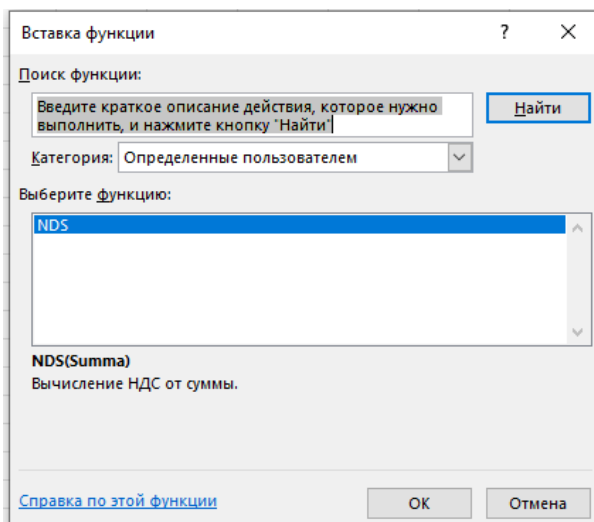 Вставка функции
Поиск функции:
Введите краткое описание действия, которое нужно
выполнить, и нажмите кнопку "Найти"
Найти
Категория: Определенные пользователем
Выберите функцию:
NDS
NDS(Summa)
Вычисление НДС от суммы.
Справка по этой функции
ОК
Отмена